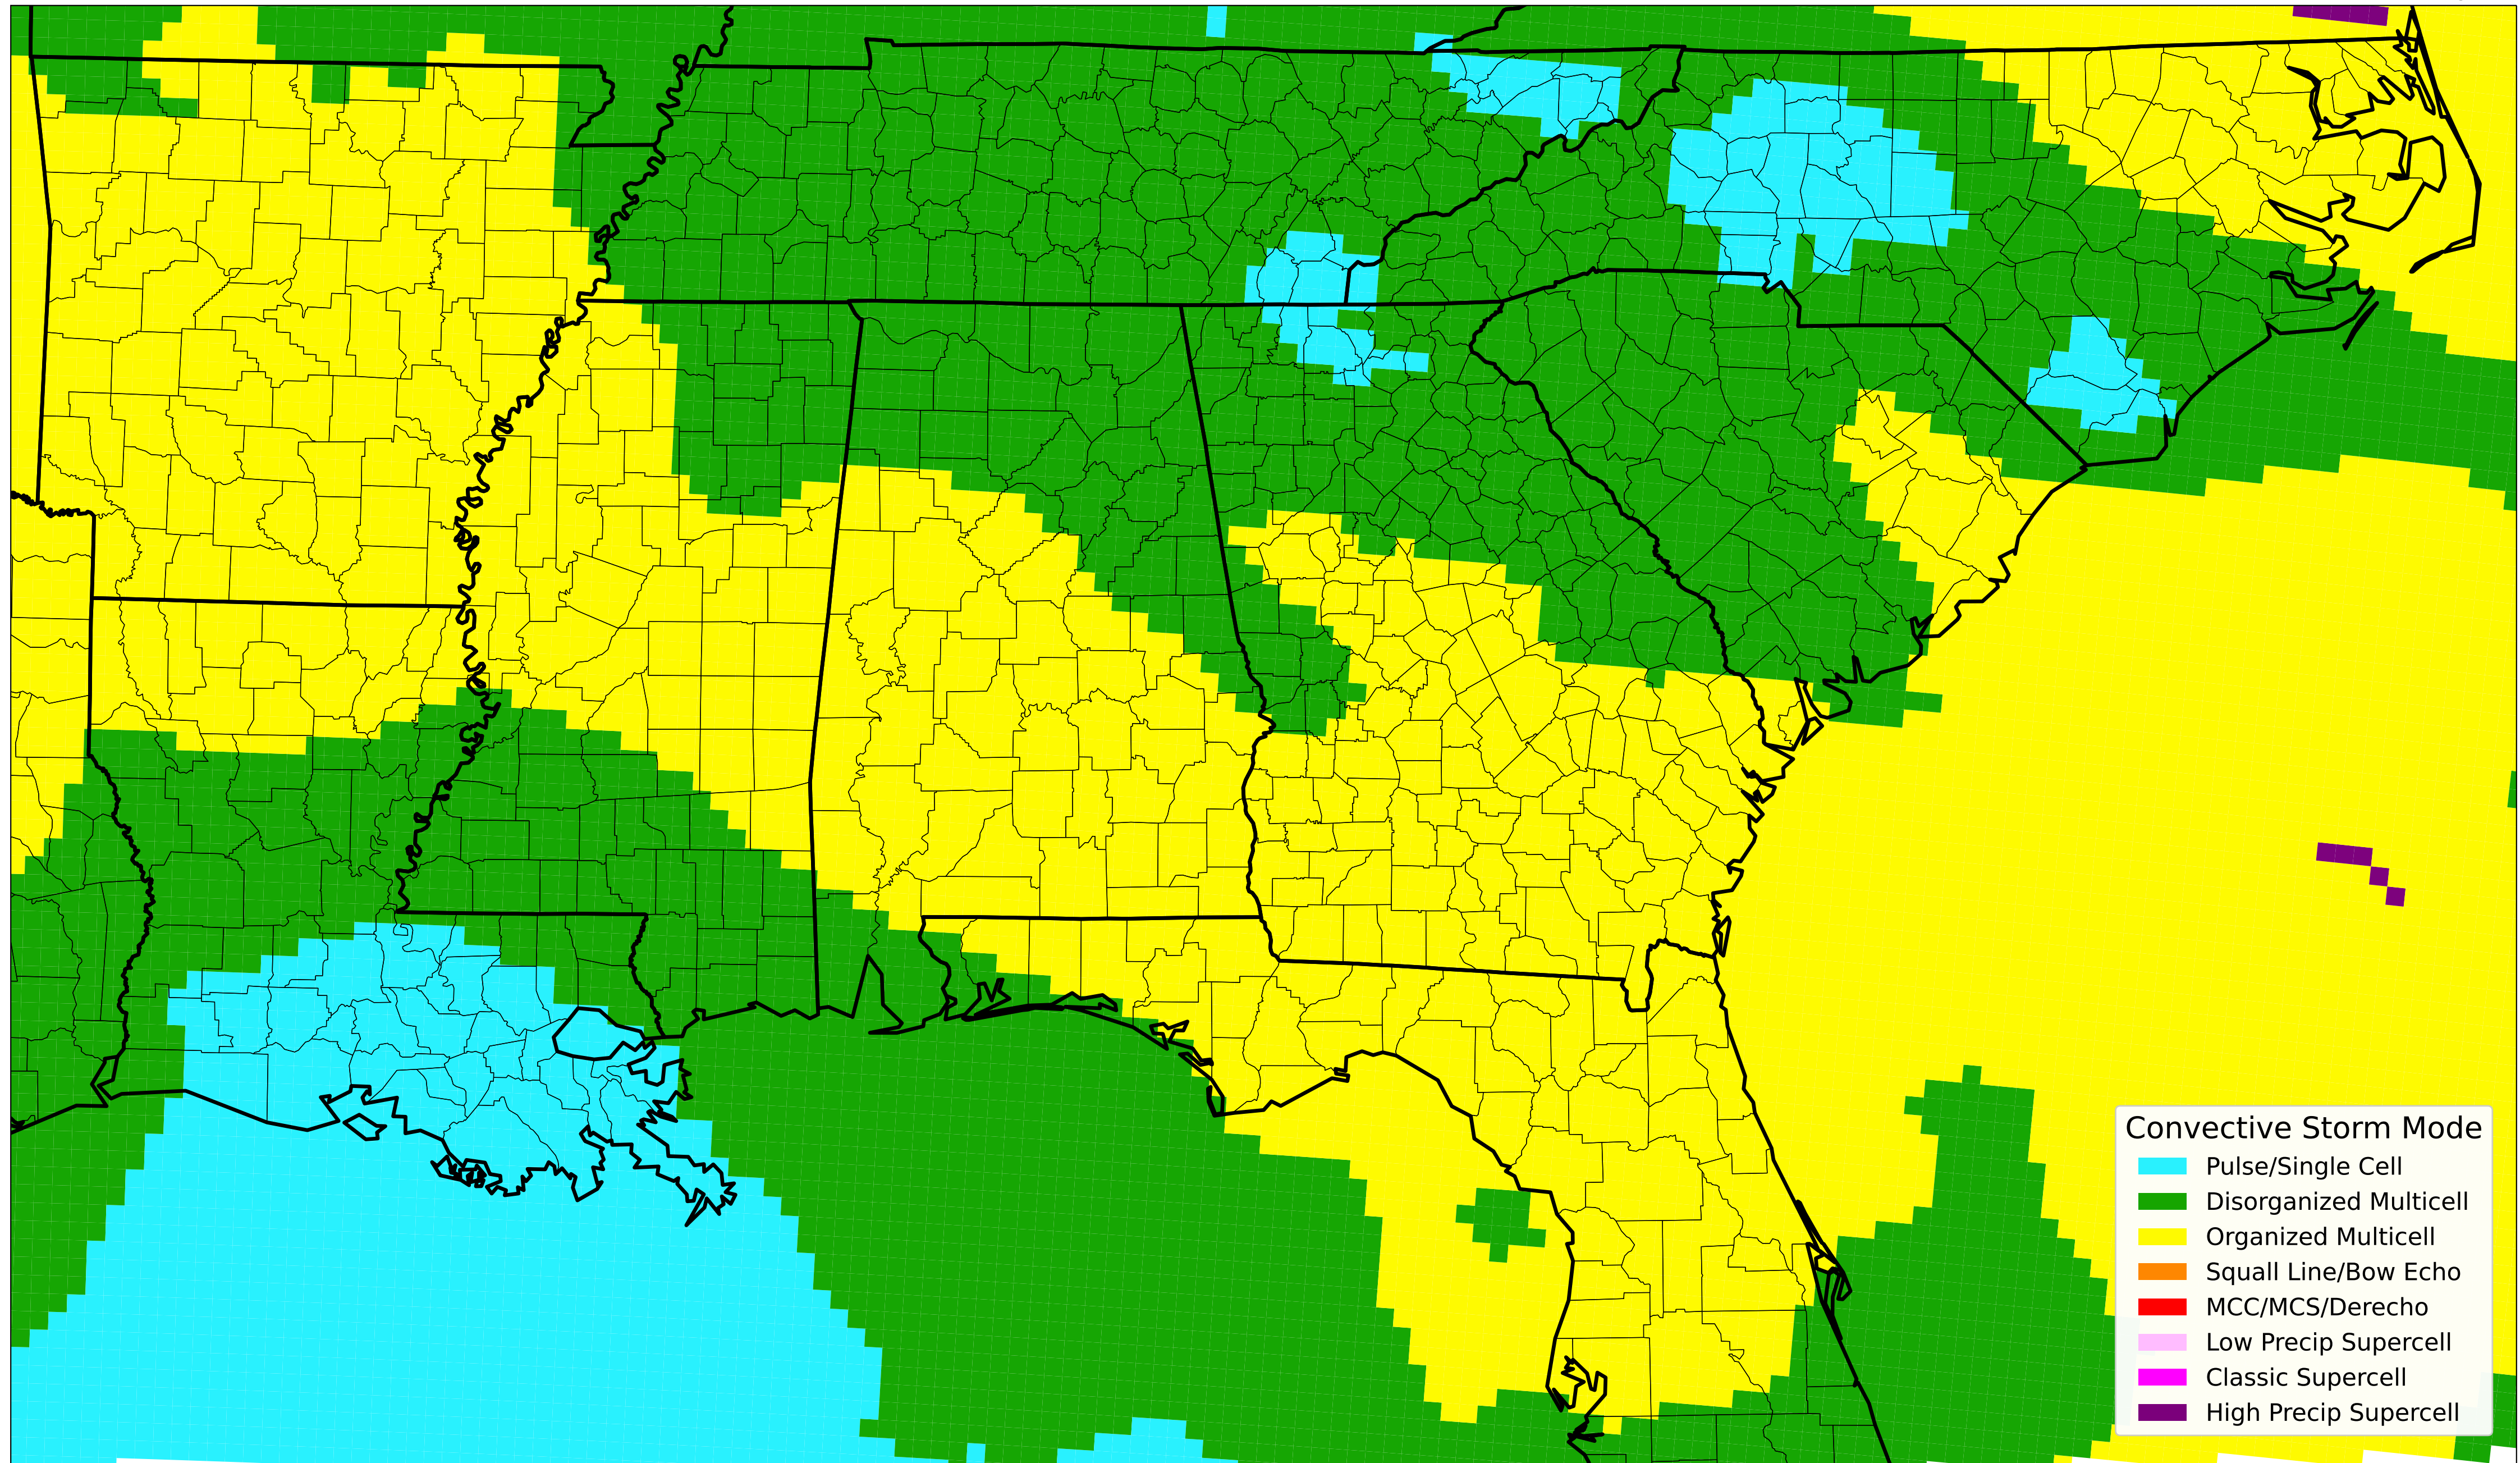 Convective Storm Mode
Pulse/Single Cell
Disorganized Multicell
Organized Multicell
Squall Line/Bow Echo
MCC/MCS/Derecho
Low Precip Supercell
Classic Supercell
High Precip Supercell